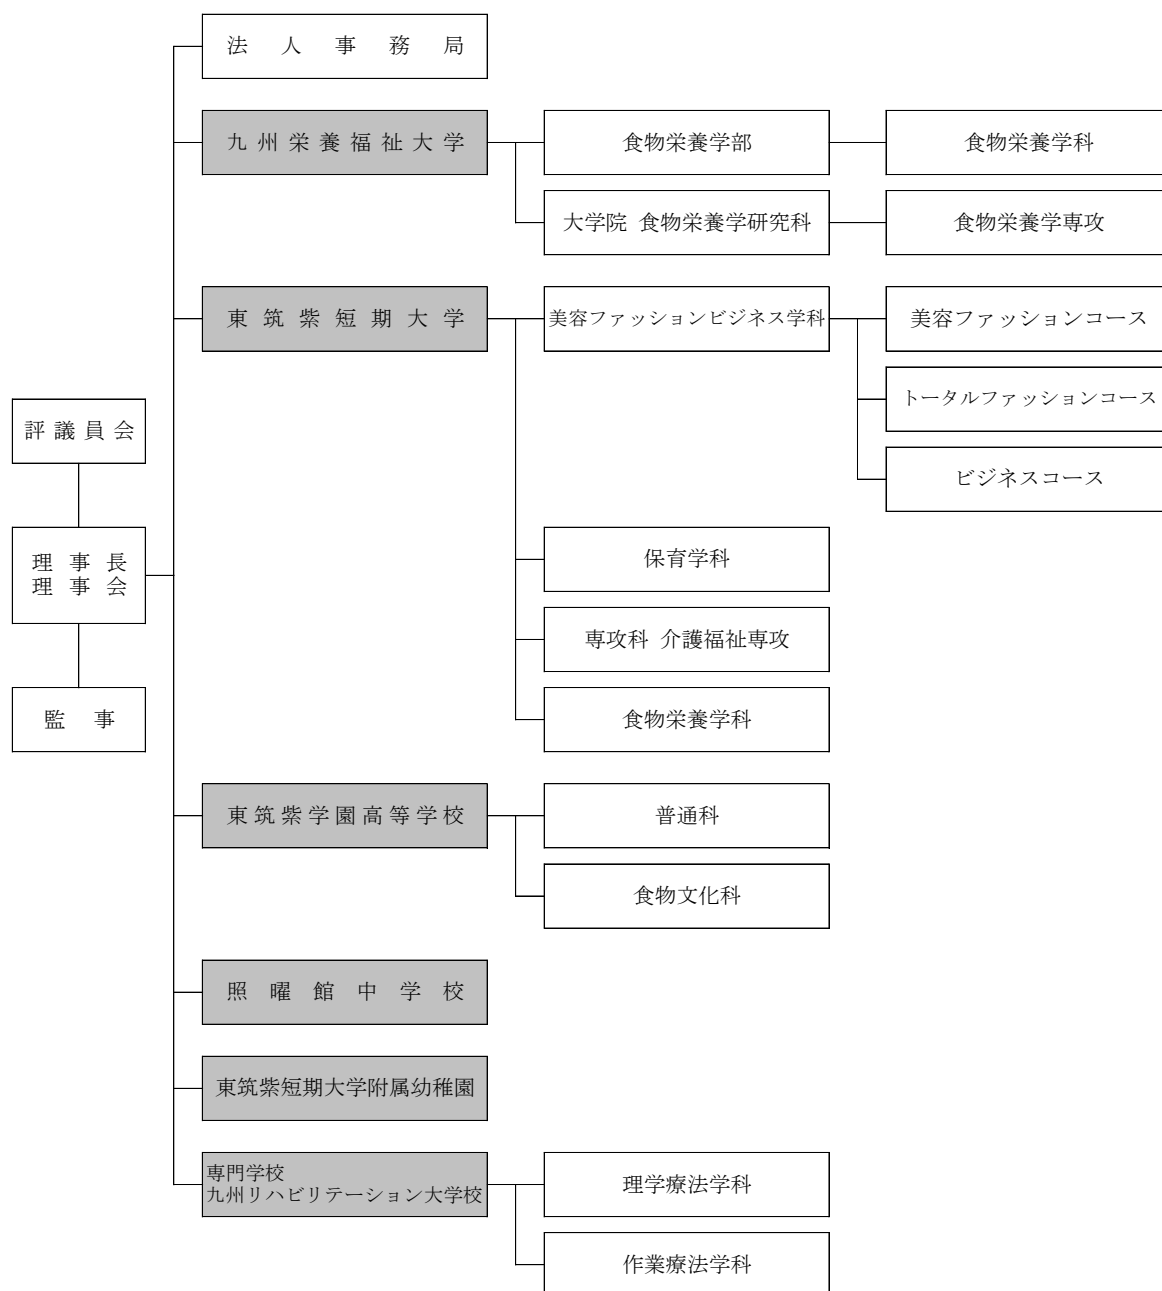 法人事務局
九州栄養福祉大学
食物栄養学部
食物栄養学科
大学院 食物栄養学研究科
食物栄養学専攻
東筑紫短期大学
美容ファッションビジネス学科
美容ファッションコース
トータルファッションコース
ビジネスコース
評議員会
理事長
理事会
監事
保育学科
専攻科 介護福祉専攻
食物栄養学科
東筑紫学園高等学校
普通科
食物文化科
照曜館中学校
東筑紫短期大学附属幼稚園
専門学校
九州リハビリテーション大学校
理学療法学科
作業療法学科